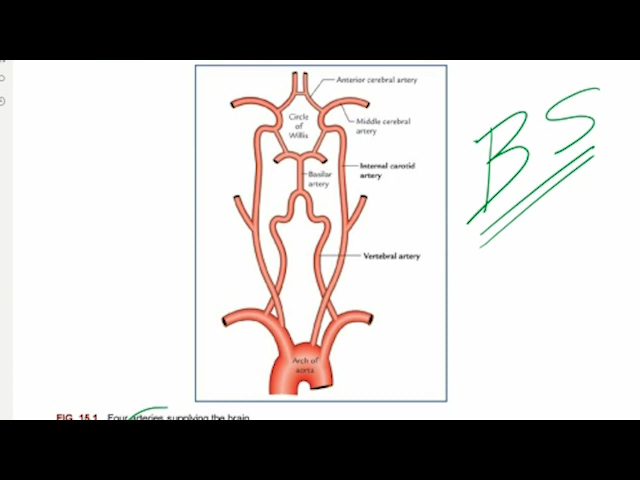 Anterior cerebral artery
Circle
of
Willis
Middle cerebral
artery
Internal carotid
artery
Basilar
artery
Vertebral artery
Arch of
aorta
BS
FIG. 15.1 Four arteries supplying the brain